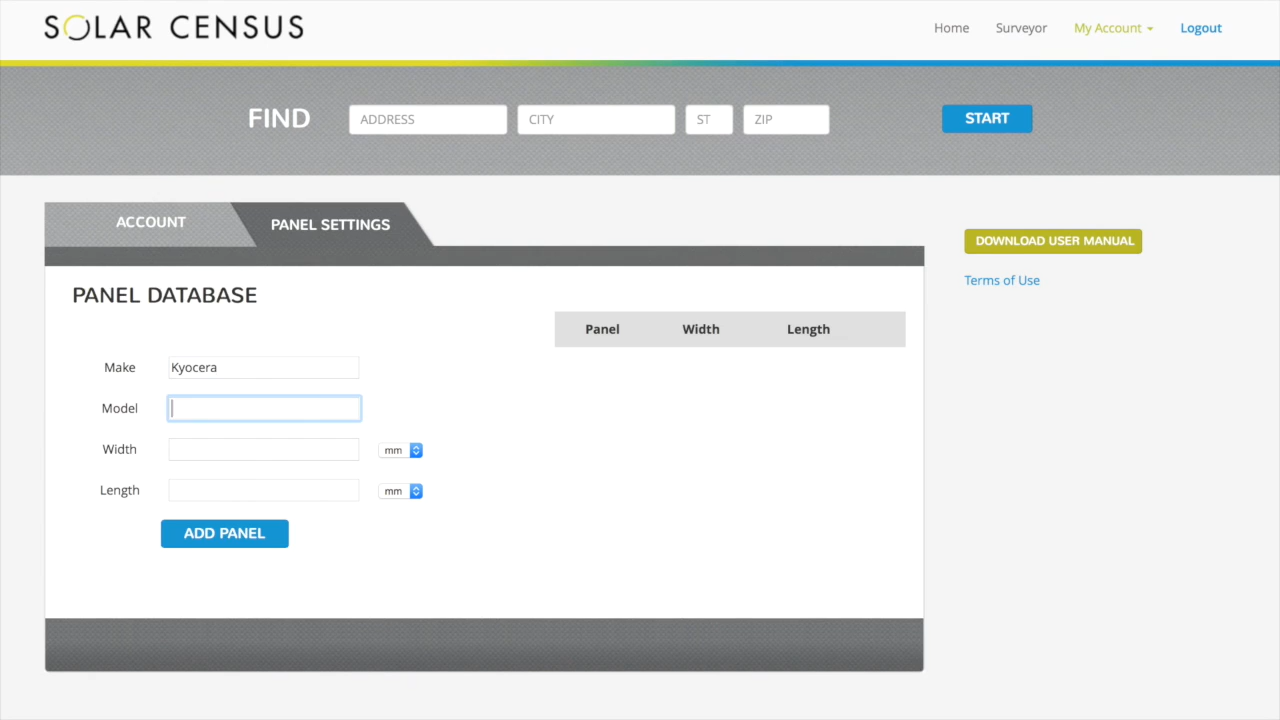 SOLAR CENSUS
Home Surveyor My Account Logout
FIND ADDRESS CITY ST ZIP START
ACCOUNT PANEL SETTINGS
DOWNLOAD USER MANUAL
Terms of Use
PANEL DATABASE
Panel Width Length
Make Kyocera
Model
Width mm
Length mm
ADD PANEL